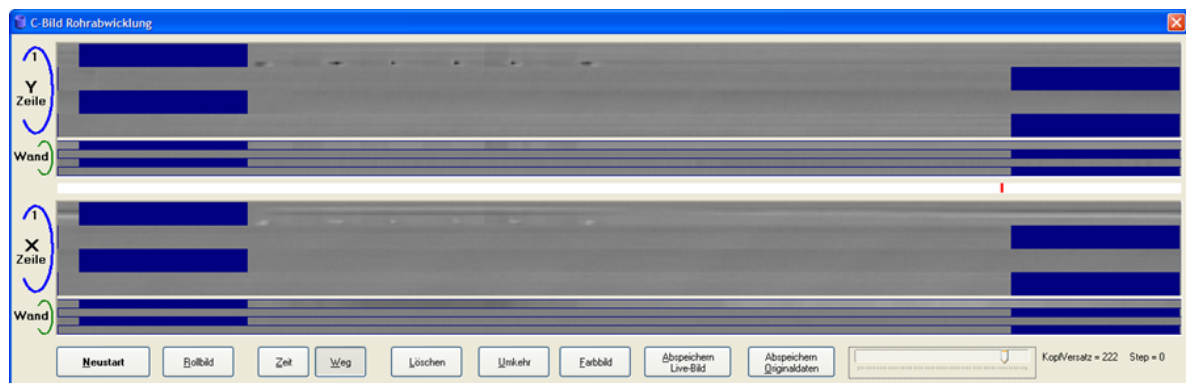 C-Bild Rohrabwicklung
1
Y
Zeile
Wand
1
X
Zeile
Wand
Neustart
Rollbild
Zeit
Weg
Löschen
Umkehr
Farbbild
Abspeichern
Live-Bild
Abspeichern
Originaldaten
KopfVersatz = 222 Step = 0